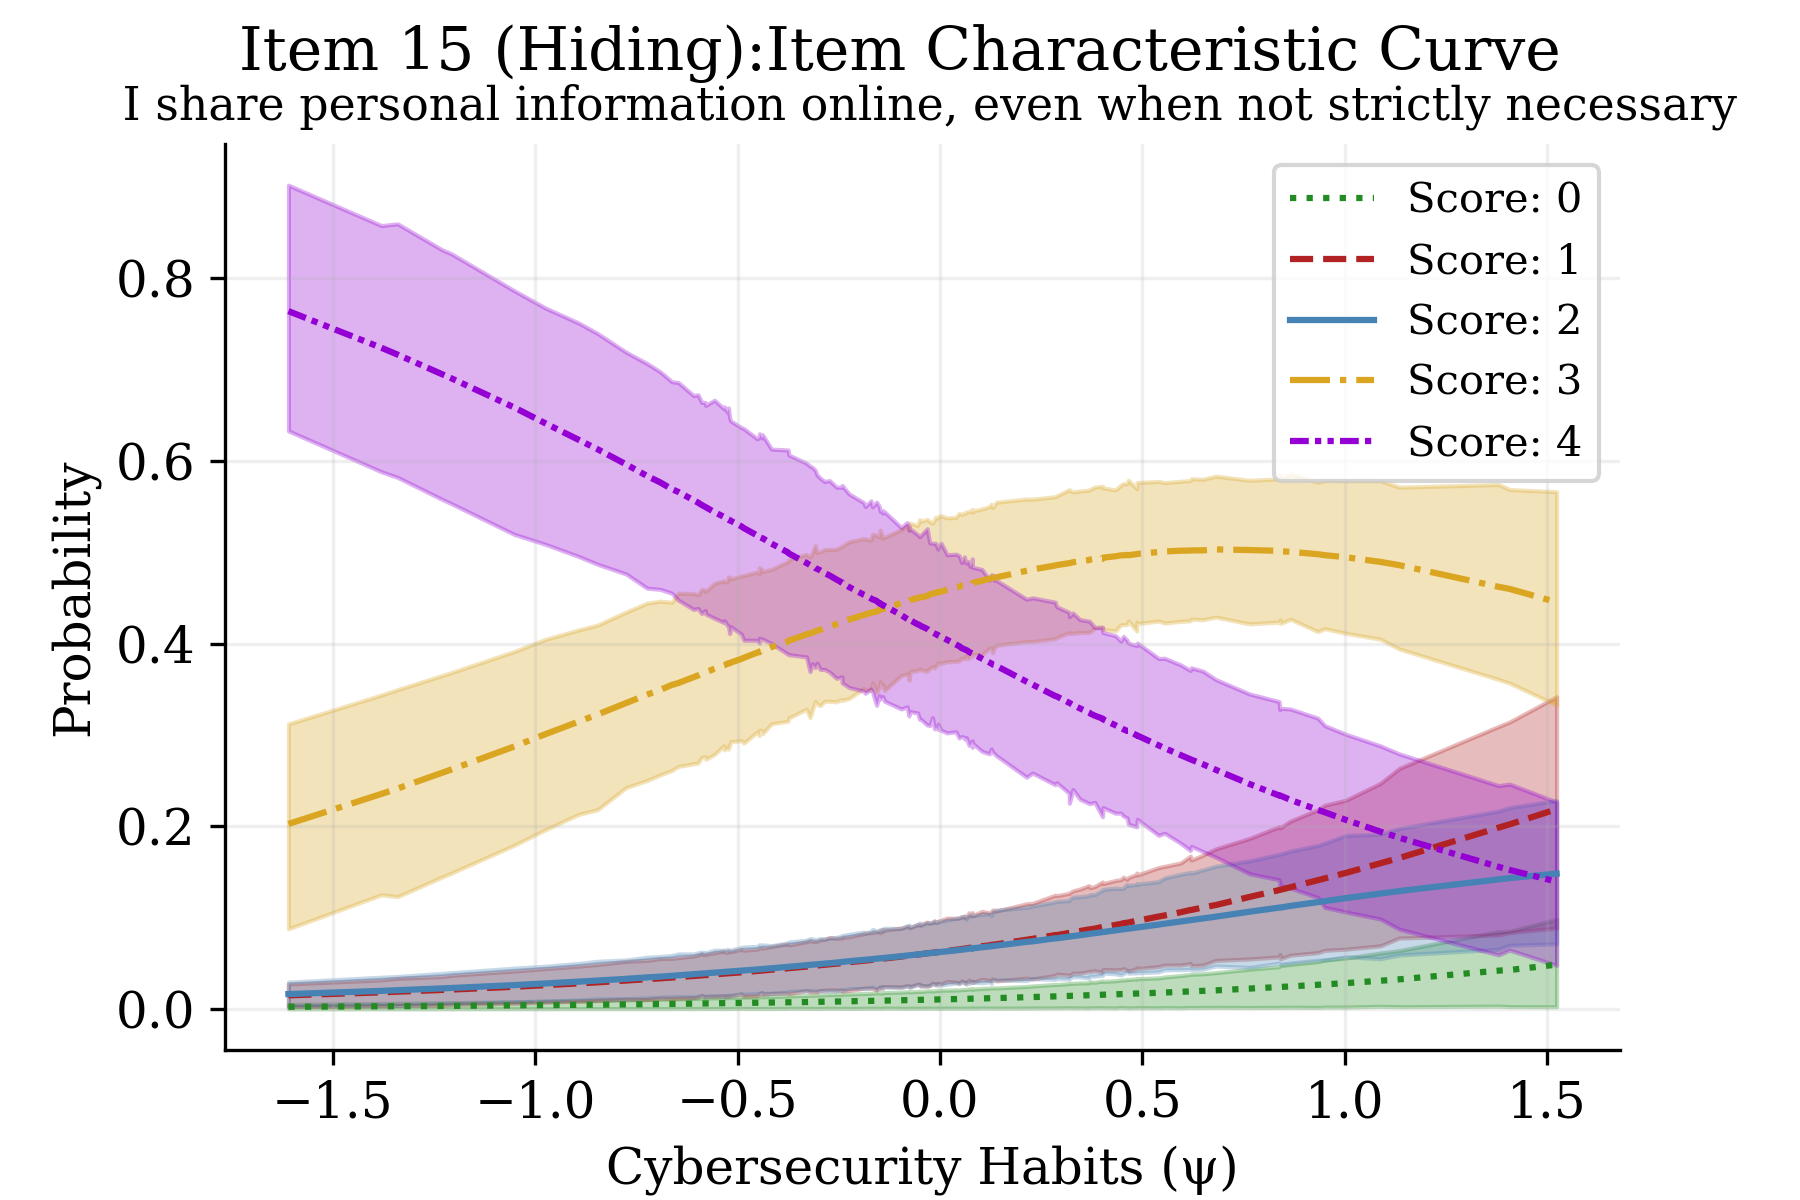 Item 15 (Hiding):Item Characteristic Curve
I share personal information online, even when not strictly necessary
Score: 0
Score: 1
Score: 2
Score: 3
Score: 4
Probability
0.8
0.6
0.4
0.2
0.0
−1.5 −1.0 −0.5 0.0 0.5 1.0 1.5
Cybersecurity Habits (ψ)